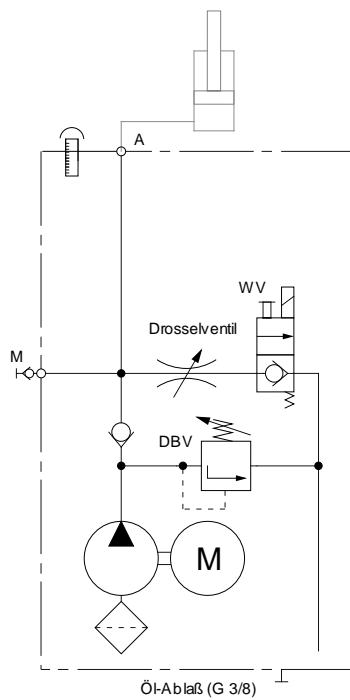 A
WV
Drosselventil
M
DBV
M
Öl-Ablaß (G 3/8)